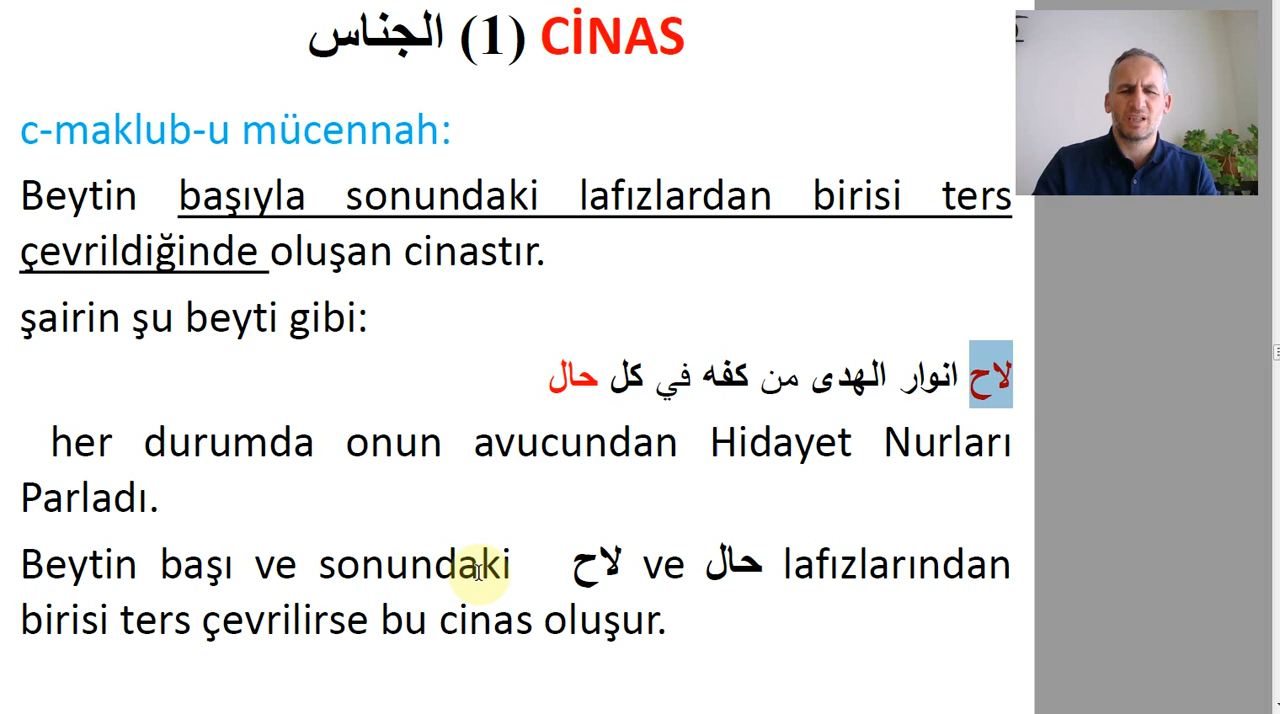 CİNAS (1) الجناس
c-maklub-u mücennah:
Beytin başıyla sonundaki lafızlardan birisi ters
çevrildiğinde oluşan cinastır.
şairin şu beyti gibi:
لاح انوار الهدى من كفه في كل حال
her durumda onun avucundan Hidayet Nurları
Parladı.
Beytin başı ve sonundaki لاح ve حال lafızlarından
birisi ters çevrilirse bu cinas oluşur.